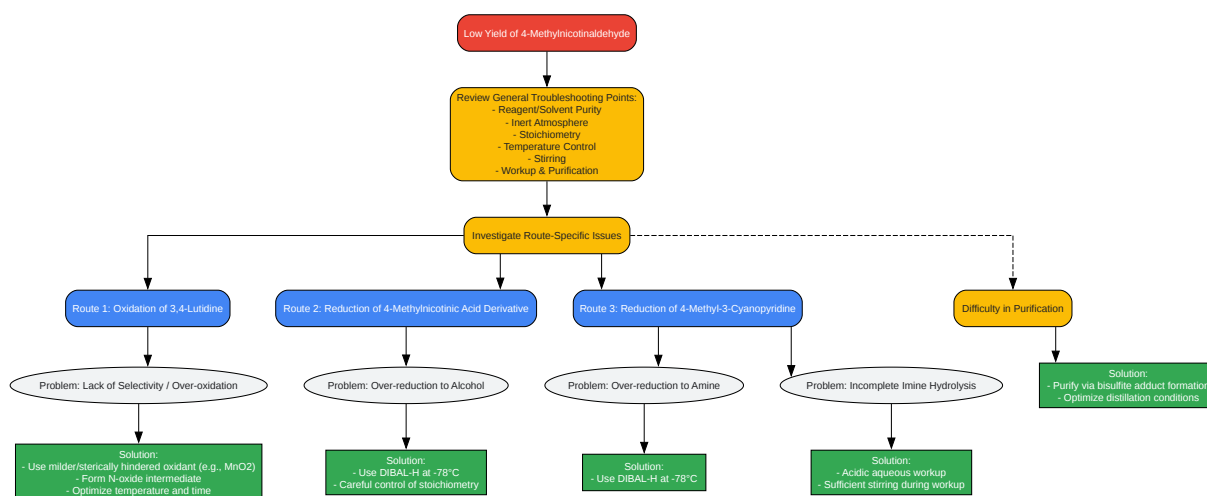 Low Yield of 4-Methylnicotinaldehyde
Review General Troubleshooting Points:
- Reagent/Solvent Purity
- Inert Atmosphere
- Stoichiometry
- Temperature Control
- Stirring
- Workup & Purification
Investigate Route-Specific Issues
Route 1: Oxidation of 3,4-Lutidine
Route 2: Reduction of 4-Methylnicotinic Acid Derivative
Route 3: Reduction of 4-Methyl-3-Cyanopyridine
Difficulty in Purification
Problem: Lack of Selectivity / Over-oxidation
Problem: Over-reduction to Alcohol
Problem: Over-reduction to Amine
Problem: Incomplete Imine Hydrolysis
Solution:
- Purify via bisulfite adduct formation
- Optimize distillation conditions
Solution:
- Use milder/sterically hindered oxidant (e.g., MnO2)
- Form N-oxide intermediate
- Optimize temperature and time
Solution:
- Use DIBAL-H at -78°C
- Careful control of stoichiometry
Solution:
- Use DIBAL-H at -78°C
Solution:
- Acidic aqueous workup
- Sufficient stirring during workup